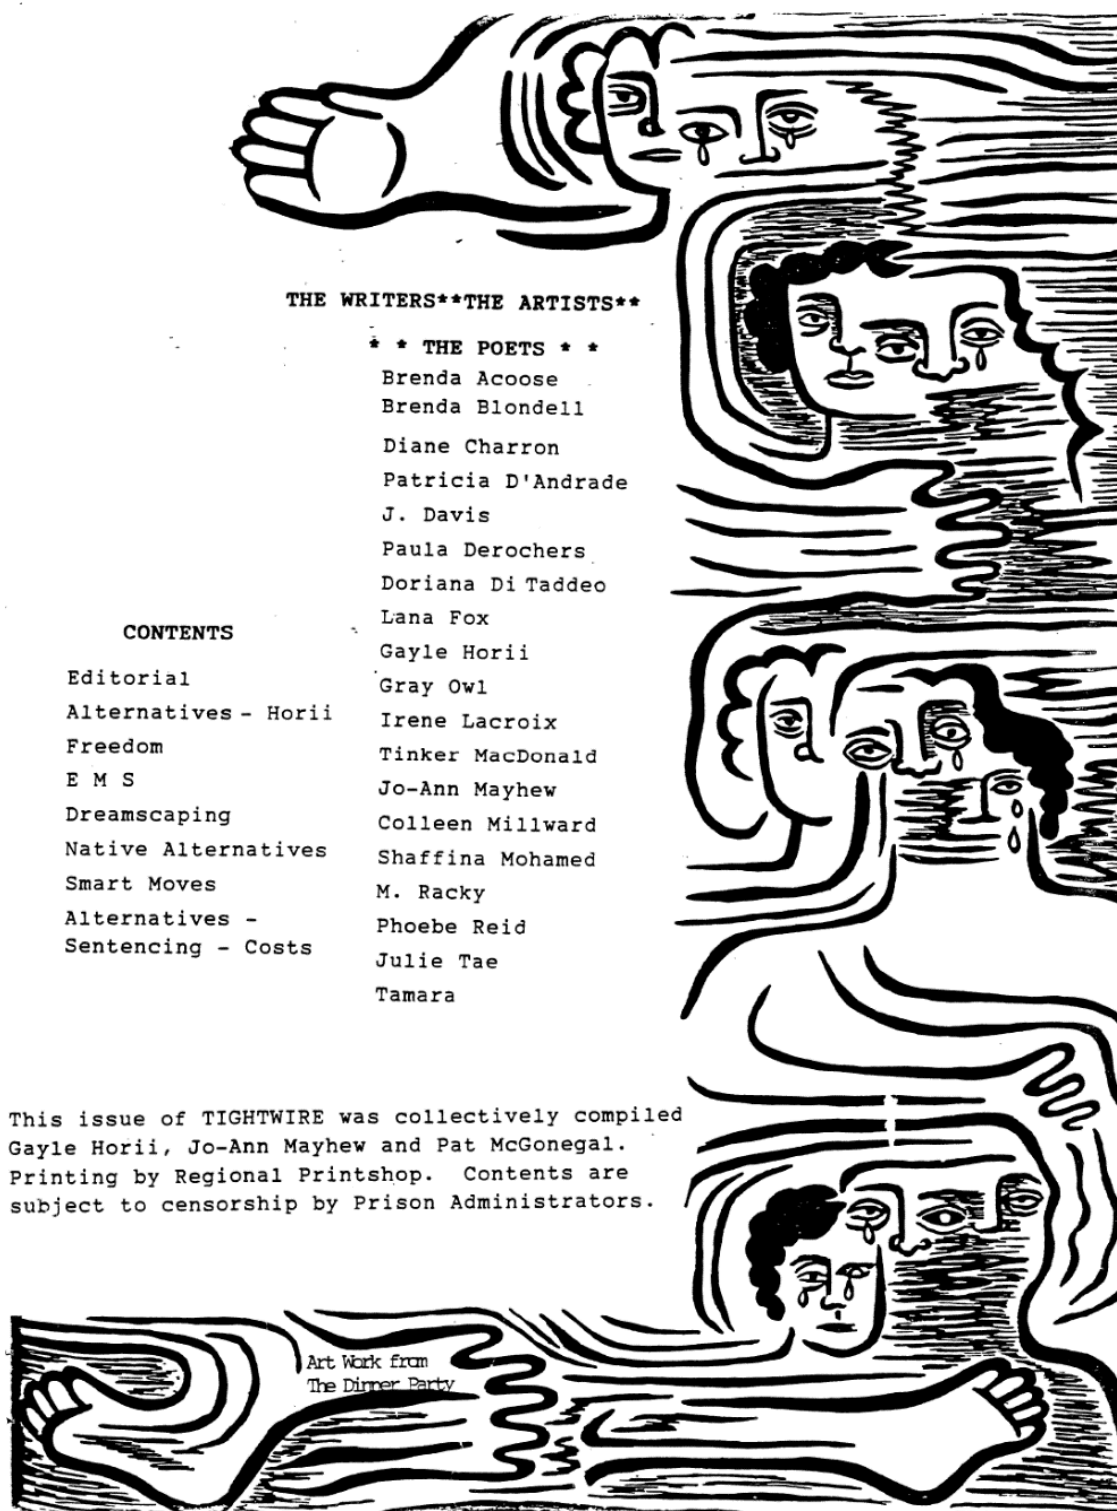 THE WRITERS**THE ARTISTS**
* * THE POETS * *
Brenda Acoose
Brenda Blondell
Diane Charron
Patricia D'Andrade
J. Davis
Paula Derochers
Doriana Di Taddeo
Lana Fox
Gayle Horii
Gray Owl
Irene Lacroix
Tinker MacDonald
Jo-Ann Mayhew
Colleen Millward
Shaffina Mohamed
M. Racky
Phoebe Reid
Julie Tae
Tamara
CONTENTS
Editorial
Alternatives - Horii
Freedom
E M S
Dreamscaping
Native Alternatives
Smart Moves
Alternatives -
Sentencing - Costs
This issue of TIGHTWIRE was collectively compiled
Gayle Horii, Jo-Ann Mayhew and Pat McGonegal.
Printing by Regional Printshop. Contents are
subject to censorship by Prison Administrators.
Art Work from
The Dinner Party